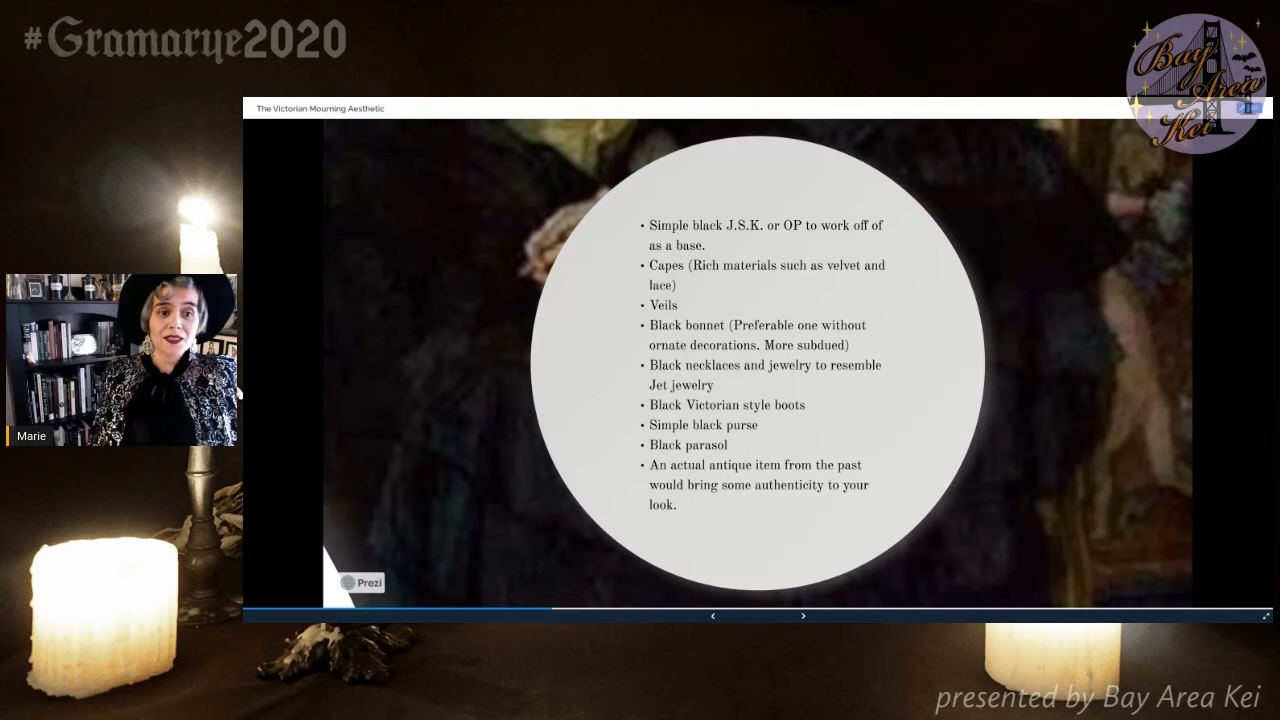 #Gramarye2020
Bay
Area
Kei
The Victorian Mourning Aesthetic
• Simple black J.S.K. or OP to work off of
as a base.
• Capes (Rich materials such as velvet and
lace)
• Veils
• Black bonnet (Preferable one without
ornate decorations. More subdued)
• Black necklaces and jewelry to resemble
Jet jewelry
• Black Victorian style boots
• Simple black purse
• Black parasol
• An actual antique item from the past
would bring some authenticity to your
look.
Marie
Prezi
presented by Bay Area Kei